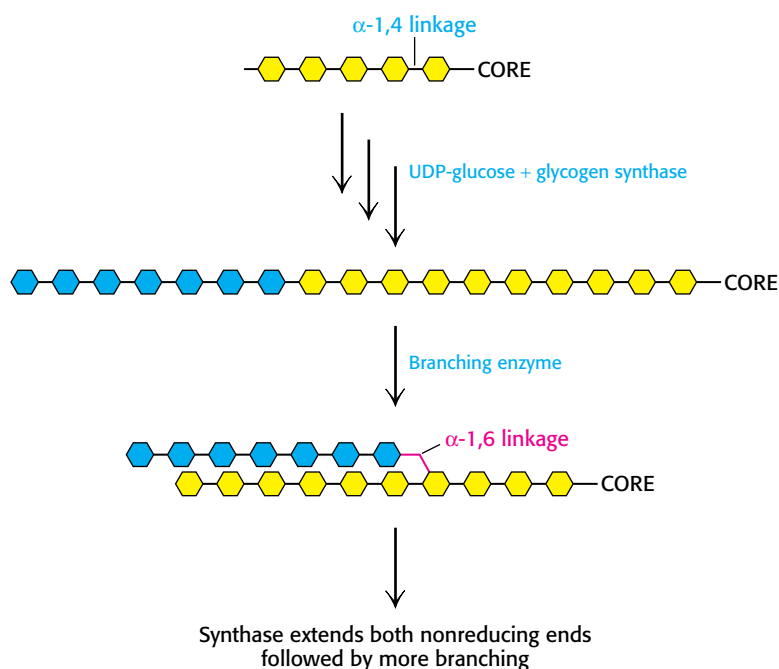 α-1,4 linkage
CORE
UDP-glucose + glycogen synthase
CORE
Branching enzyme
α-1,6 linkage
CORE
Synthase extends both nonreducing ends
followed by more branching